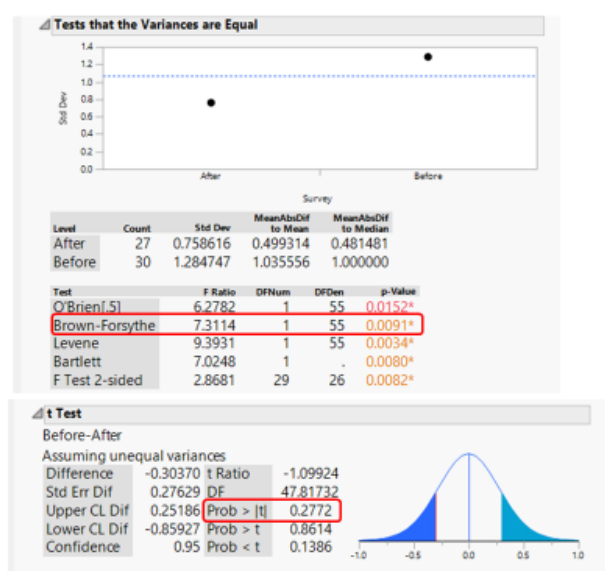 Tests that the Variances are Equal
1.4
1.2
1.0
0.8
0.6
0.4
0.2
0.0
Std Dev
After Before
Survey
Level Count Std Dev MeanAbsDif to Mean MeanAbsDif to Median
After 27 0.758616 0.499314 0.481481
Before 30 1.284747 1.035556 1.000000
Test F Ratio DFNum DFDen p-Value
O'Brien[.5] 6.2782 1 55 0.0152*
Brown-Forsythe 7.3114 1 55 0.0091*
Levene 9.3931 1 55 0.0034*
Bartlett 7.0248 1 . 0.0080*
F Test 2-sided 2.8681 29 26 0.0082*
t Test
Before-After
Assuming unequal variances
Difference -0.30370 t Ratio -1.09924
Std Err Dif 0.27629 DF 47.81732
Upper CL Dif 0.25186 Prob > |t| 0.2772
Lower CL Dif -0.85927 Prob > t 0.8614
Confidence 0.95 Prob < t 0.1386
-1.0 -0.5 0.0 0.5 1.0